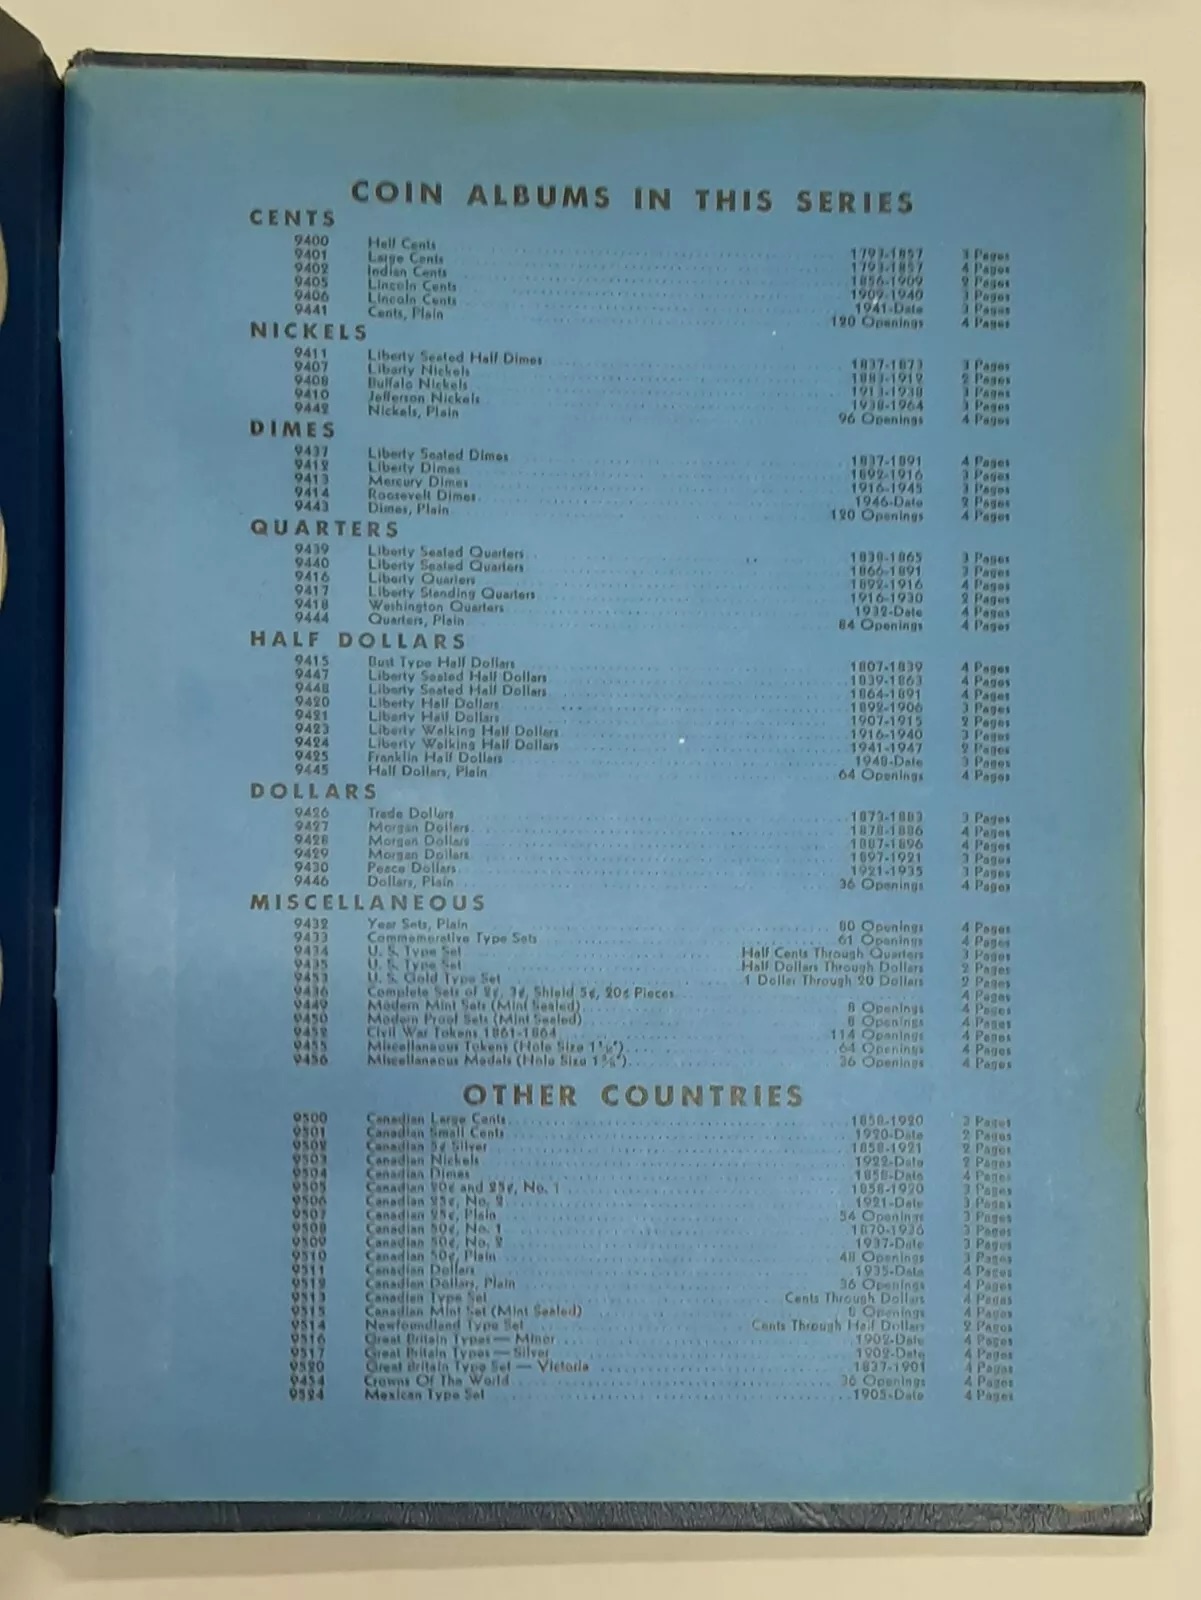 COIN ALBUMS IN THIS SERIES
CENTS
9400 Half Cents 1793-1857 3 Pages
9401 Large Cents 1793-1857 4 Pages
9402 Indian Cents 1856-1909 2 Pages
9405 Lincoln Cents 1909-1940 3 Pages
9406 Lincoln Cents 1941-Date 3 Pages
9441 Cents, Plain 120 Openings 4 Pages
NICKELS
9411 Liberty Seated Half Dimes 1837-1873 3 Pages
9407 Liberty Nickels 1883-1912 2 Pages
9408 Buffalo Nickels 1913-1938 3 Pages
9410 Jefferson Nickels 1938-1964 3 Pages
9442 Nickels, Plain 96 Openings 4 Pages
DIMES
9437 Liberty Seated Dimes 1837-1891 4 Pages
9412 Liberty Dimes 1892-1916 3 Pages
9413 Mercury Dimes 1916-1945 3 Pages
9414 Roosevelt Dimes 1946-Date 2 Pages
9443 Dimes, Plain 120 Openings 4 Pages
QUARTERS
9439 Liberty Seated Quarters 1838-1865 3 Pages
9440 Liberty Seated Quarters 1866-1891 3 Pages
9416 Liberty Quarters 1892-1916 4 Pages
9417 Liberty Standing Quarters 1916-1930 2 Pages
9418 Washington Quarters 1932-Date 4 Pages
9444 Quarters, Plain 84 Openings 4 Pages
HALF DOLLARS
9415 Bust Type Half Dollars 1807-1839 4 Pages
9447 Liberty Seated Half Dollars 1839-1863 4 Pages
9448 Liberty Seated Half Dollars 1864-1891 4 Pages
9420 Liberty Half Dollars 1892-1906 3 Pages
9421 Liberty Half Dollars 1907-1915 2 Pages
9423 Liberty Walking Half Dollars 1916-1940 3 Pages
9424 Liberty Walking Half Dollars 1941-1947 2 Pages
9425 Franklin Half Dollars 1948-Date 3 Pages
9445 Half Dollars, Plain 64 Openings 4 Pages
DOLLARS
9426 Trade Dollars 1873-1883 3 Pages
9427 Morgan Dollars 1878-1886 4 Pages
9428 Morgan Dollars 1887-1896 4 Pages
9429 Morgan Dollars 1897-1921 3 Pages
9430 Peace Dollars 1921-1935 3 Pages
9446 Dollars, Plain 36 Openings 4 Pages
MISCELLANEOUS
9432 Year Sets, Plain 80 Openings 4 Pages
9433 Commemorative Type Sets 61 Openings 4 Pages
9434 U. S. Type Set Half Cents Through Quarters 3 Pages
9435 U. S. Type Set Half Dollars Through Dollars 2 Pages
9453 U. S. Gold Type Set 1 Dollar Through 20 Dollars 2 Pages
9436 Complete Sets of 2¢, 3¢, Shield 5¢, 20¢ Pieces 4 Pages
9449 Modern Mint Sets (Mint Sealed) 8 Openings 4 Pages
9450 Modern Proof Sets (Mint Sealed) 8 Openings 4 Pages
9452 Civil War Tokens 1861-1864 114 Openings 4 Pages
9455 Miscellaneous Tokens (Hole Size 64 Openings 4 Pages
9456 Miscellaneous Medals (Hole Size 36 Openings 4 Pages
OTHER COUNTRIES
9500 Canadian Large Cents 1858-1920 3 Pages
9501 Canadian Small Cents 1920-Date 2 Pages
9502 Canadian 5¢ Silver 1858-1921 2 Pages
9503 Canadian Nickels 1922-Date 2 Pages
9504 Canadian Dimes 1858-Date 4 Pages
9505 Canadian 20¢ and 25¢, No. 1 1858-1920 3 Pages
9506 Canadian 25¢, No. 2 1921-Date 3 Pages
9507 Canadian 25¢, Plain 54 Openings 3 Pages
9508 Canadian 50¢, No. 1 1870-1936 3 Pages
9509 Canadian 50¢, No. 2 1937-Date 3 Pages
9510 Canadian 50¢, Plain 48 Openings 3 Pages
9511 Canadian Dollars 1935-Date 4 Pages
9512 Canadian Dollars, Plain 36 Openings 4 Pages
9513 Canadian Type Set Cents Through Dollars 4 Pages
9515 Canadian Mint Set (Mint Sealed) 8 Openings 4 Pages
9514 Newfoundland Type Set Cents Through Half Dollars 2 Pages
9516 Great Britain Types — Minor 1902-Date 4 Pages
9517 Great Britain Types — Silver 1902-Date 4 Pages
9520 Great Britain Type Set — Victoria 1837-1901 4 Pages
9454 Crowns Of The World 36 Openings 4 Pages
9524 Mexican Type Set 1905-Date 4 Pages